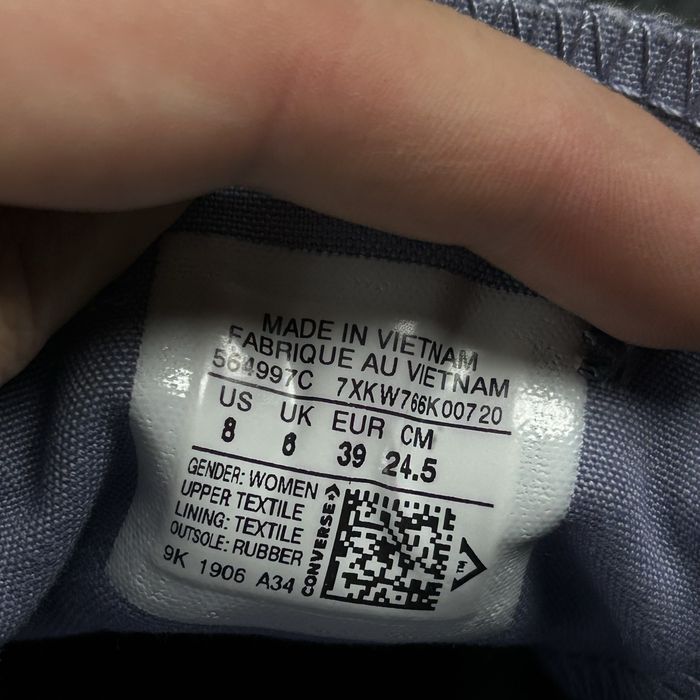 MADE IN VIETNAM
FABRIQUE AU VIETNAM
564997C 7XKW766K00720
US UK EUR CM
8 6 39 24.5
GENDER: WOMEN
UPPER TEXTILE
LINING: TEXTILE
OUTSOLE: RUBBER
9K 1906 A34
CONVERSE